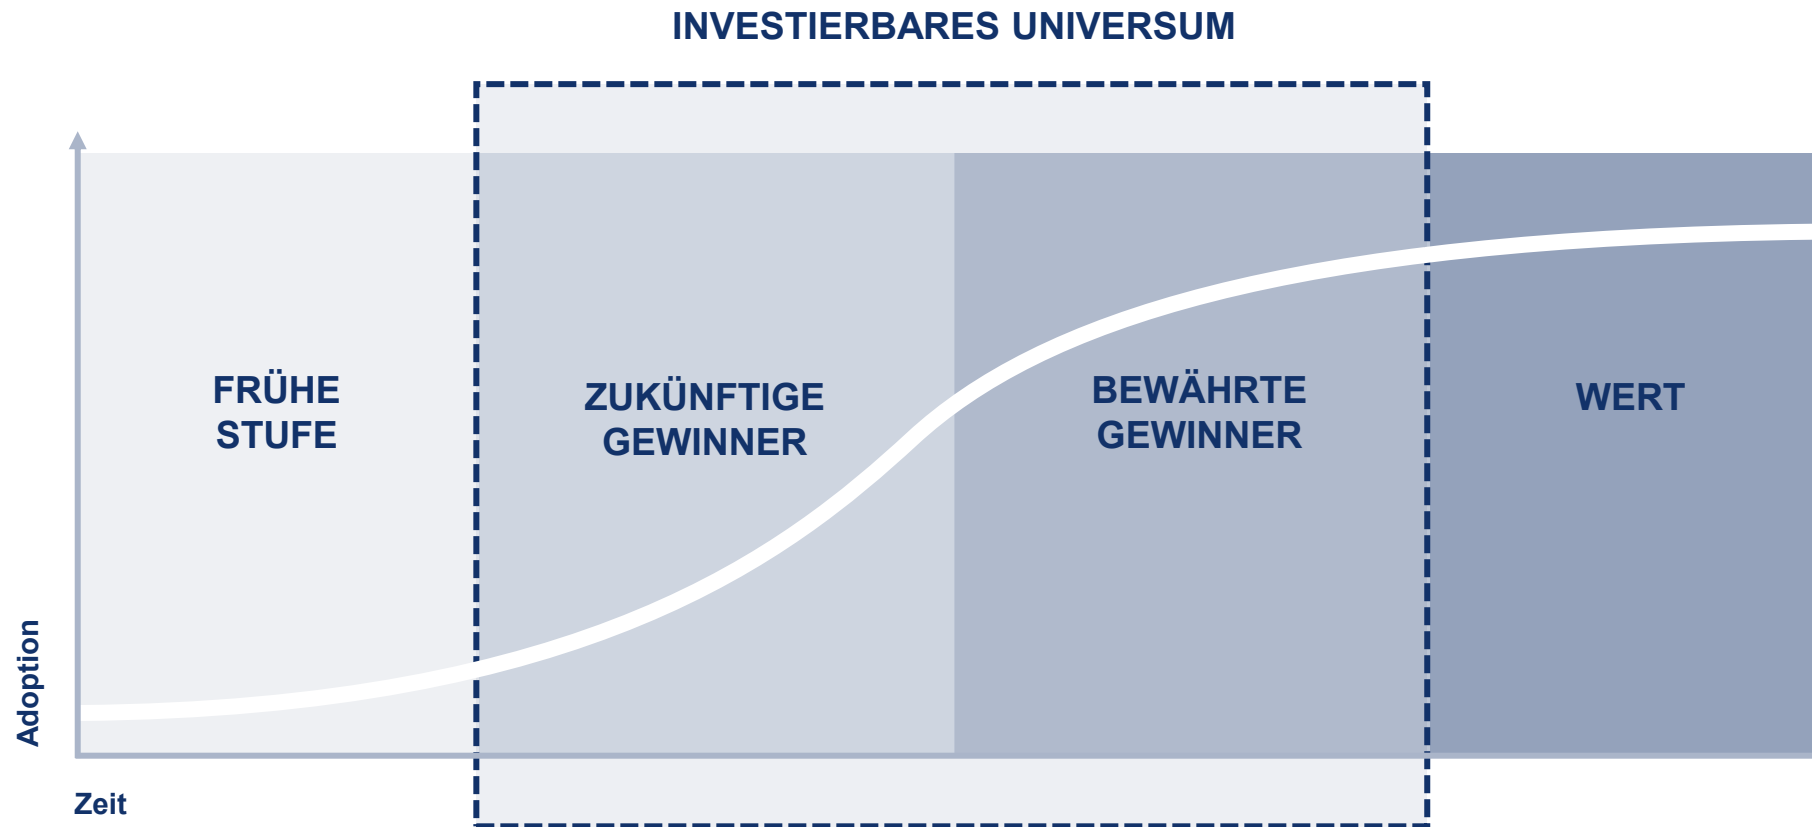 INVESTIERBARES UNIVERSUM
FRÜHE
STUFE
ZUKÜNFTIGE
GEWINNER
BEWÄHRTE
GEWINNER
WERT
Adoption
Zeit